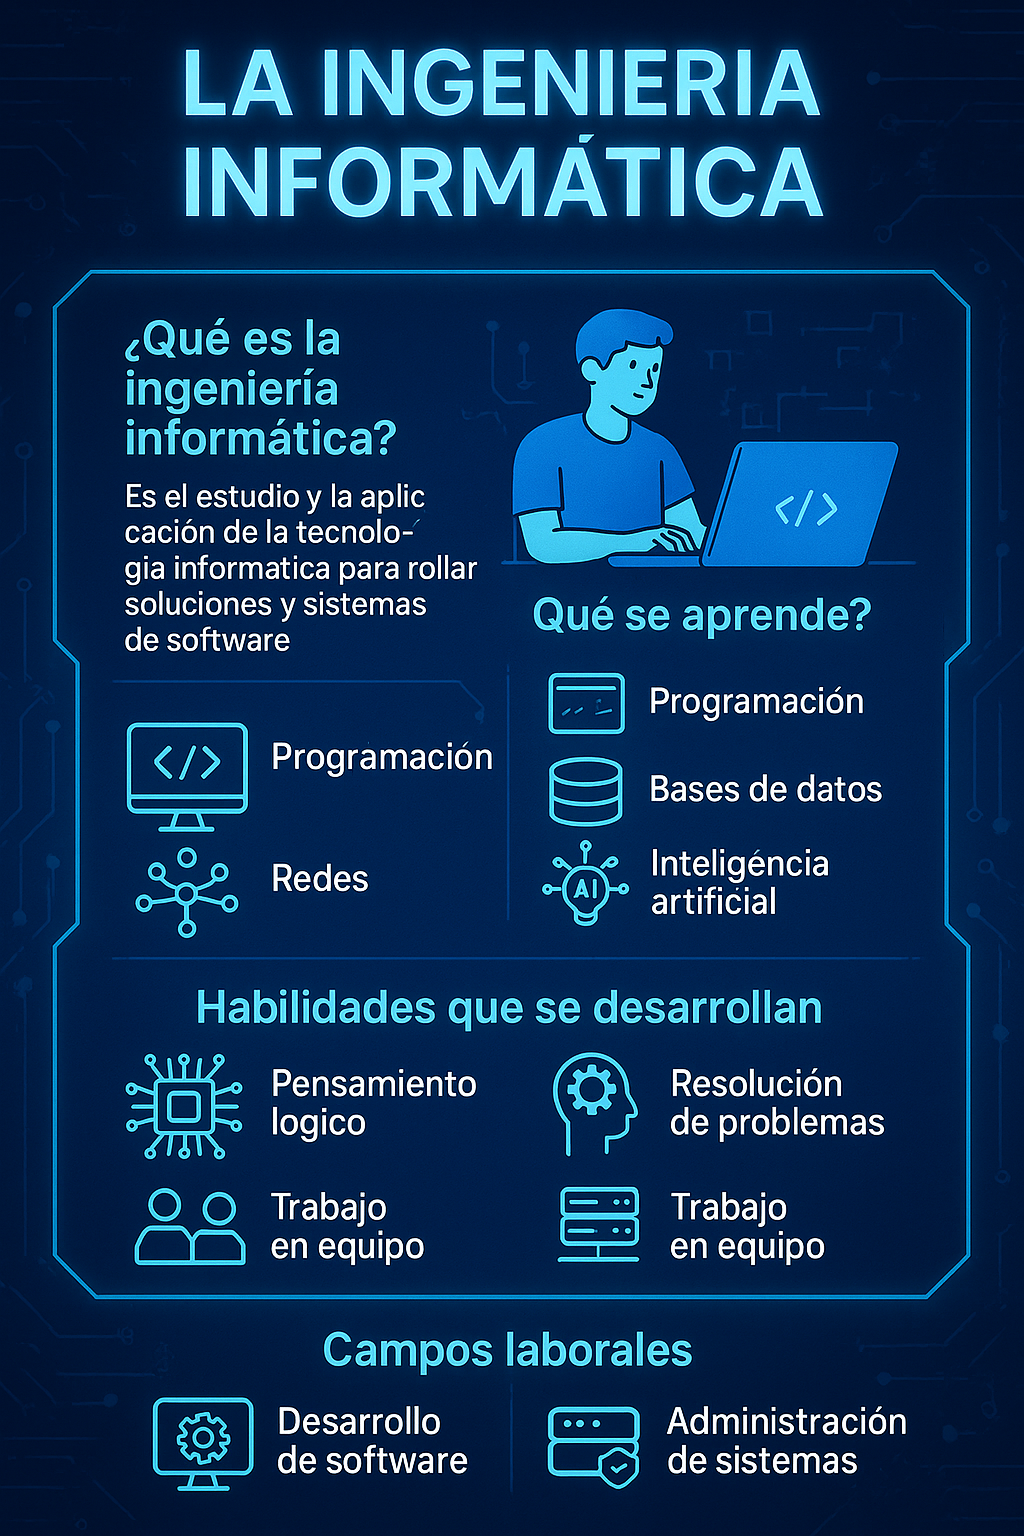 LA INGENIERIA
INFORMÁTICA
¿Qué es la
ingeniería
informática?
Es el estudio y la aplic
cación de la tecnolo-
gia informatica para rollar
soluciones y sistemas
de software
</>
Programación
Redes
Qué se aprende?
Programación
Bases de datos
AI
Inteligéncia
artificial
</>
Habilidades que se desarrollan
Pensamiento
logico
Resolución
de problemas
Trabajo
en equipo
Trabajo
en equipo
Campos laborales
Desarrollo
de software
Administración
de sistemas